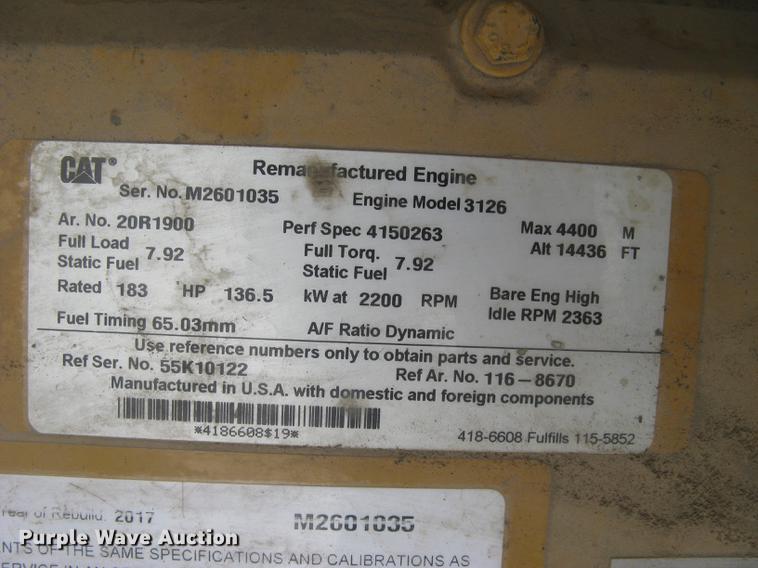 CAT®
Remanufactured Engine
Ser. No. M2601035 Engine Model 3126
Ar. No. 20R1900 Perf Spec 4150263 Max 4400 M
Alt 14436 FT
Full Load
Static Fuel 7.92
Full Torq.
Static Fuel 7.92
Rated 183 HP 136.5 kW at 2200 RPM
Bare Eng High
Idle RPM 2363
Fuel Timing 65.03mm A/F Ratio Dynamic
Use reference numbers only to obtain parts and service.
Ref Ser. No. 55K10122 Ref Ar. No. 116-8670
Manufactured in U.S.A. with domestic and foreign components
*4186608$19*
418-6608 Fulfills 115-5852
Year of Rebuild: 2017 M2601035
Purple Wave Auction
NTS OF THE SAME SPECIFICATIONS AND CALIBRATIONS AS